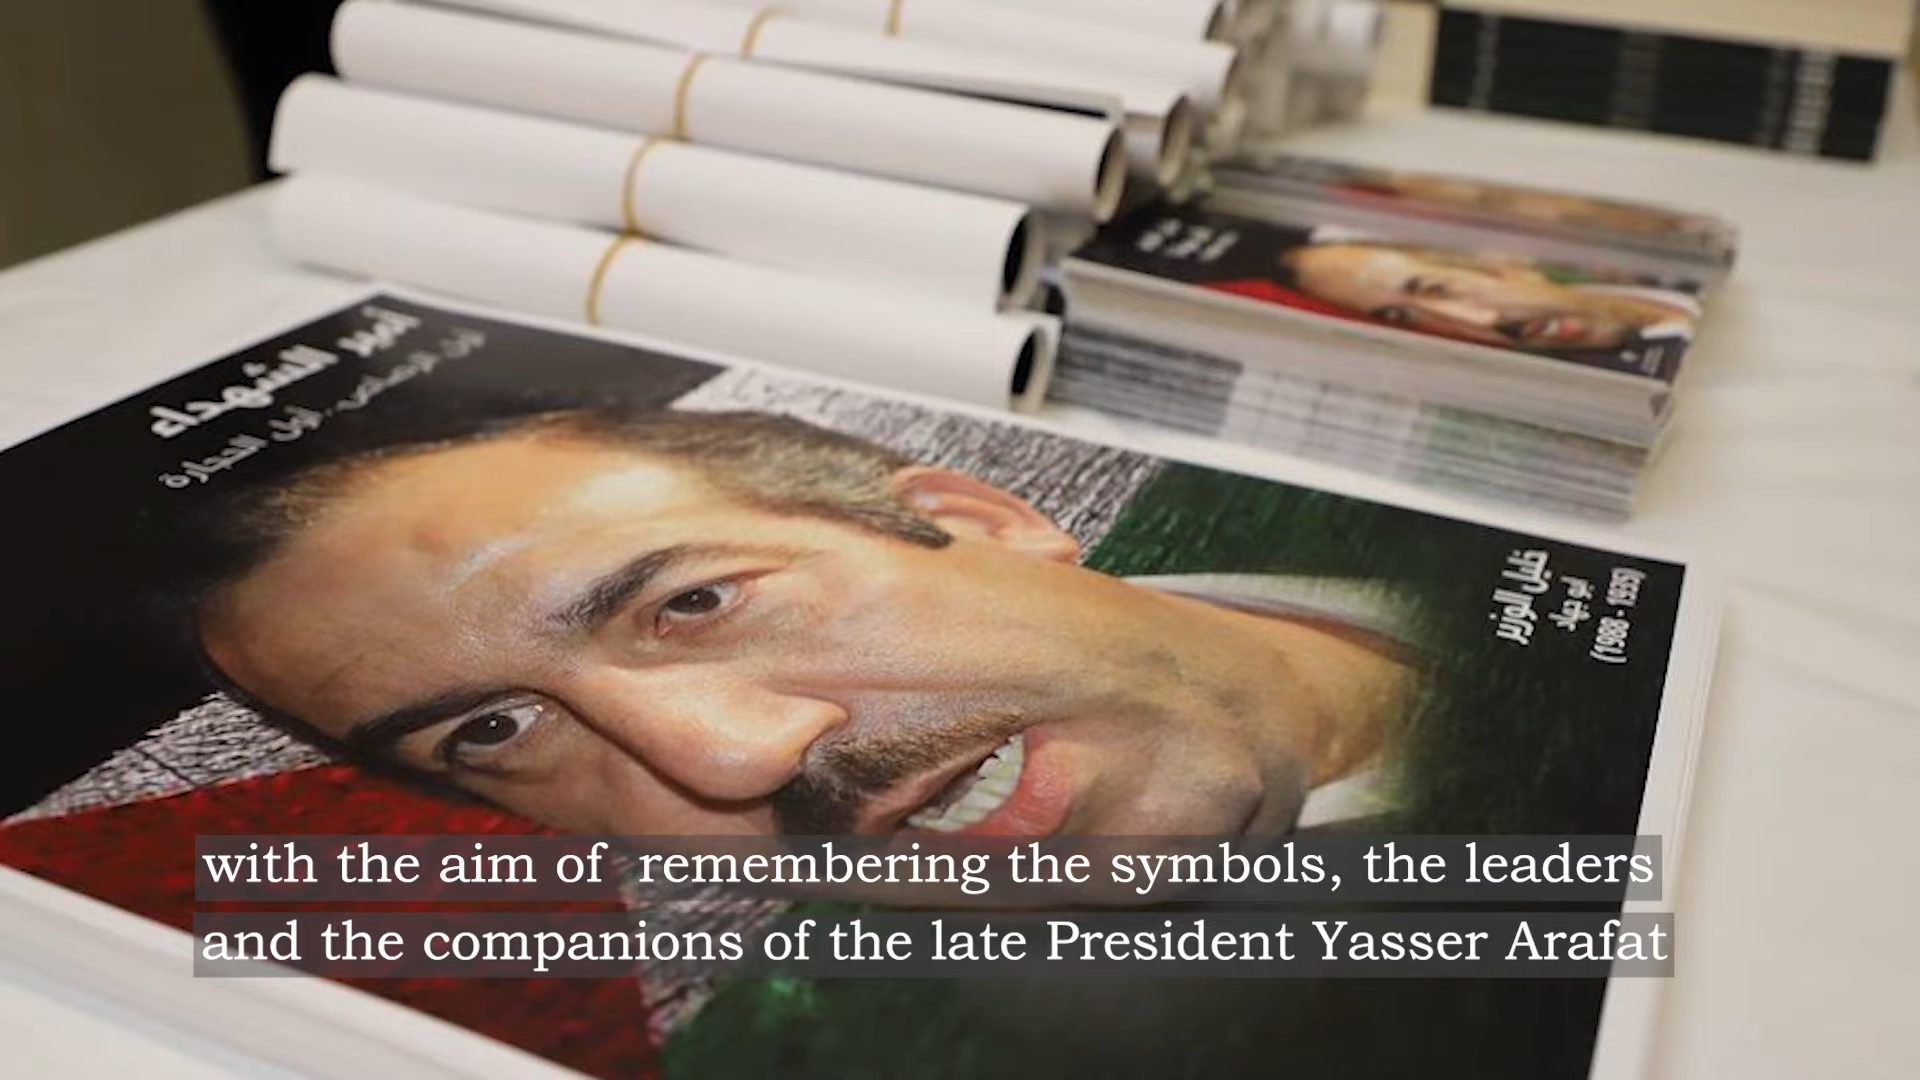 أمير الشهداء
أول الرصاص.. أول الحجارة
خليل الوزير
ابو جهاد
(1988 - 1935)
with the aim of  remembering the symbols, the leaders
and the companions of the late President Yasser Arafat